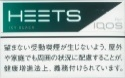 HEETS
IQOS
望まない受動喫煙が生じないよう、屋外
や家庭でも周囲の状況に配慮することが、
健康増進法上、義務付けられています。